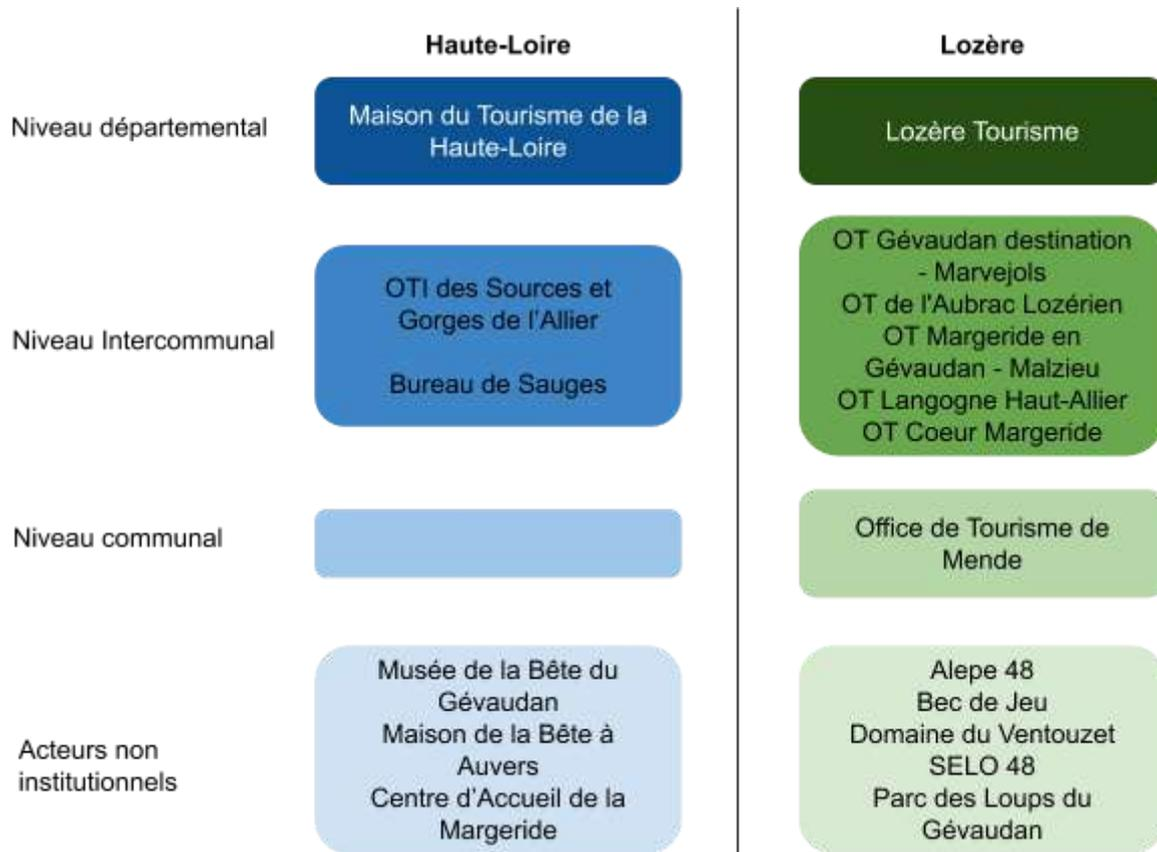 Haute-Loire
Lozère
Niveau départemental
Maison du Tourisme de la
Haute-Loire
Lozère Tourisme
Niveau Intercommunal
OTI des Sources et
Gorges de l'Allier
Bureau de Sauges
OT Gévaudan destination
- Marvejols
OT de l'Aubrac Lozérien
OT Margeride en
Gévaudan - Malzieu
OT Langogne Haut-Allier
OT Coeur Margeride
Niveau communal
Office de Tourisme de
Mende
Acteurs non
institutionnels
Musée de la Bête du
Gévaudan
Maison de la Bête à
Auvers
Centre d'Accueil de la
Margeride
Alepe 48
Bec de Jeu
Domaine du Ventouzet
SELO 48
Parc des Loups du
Gévaudan